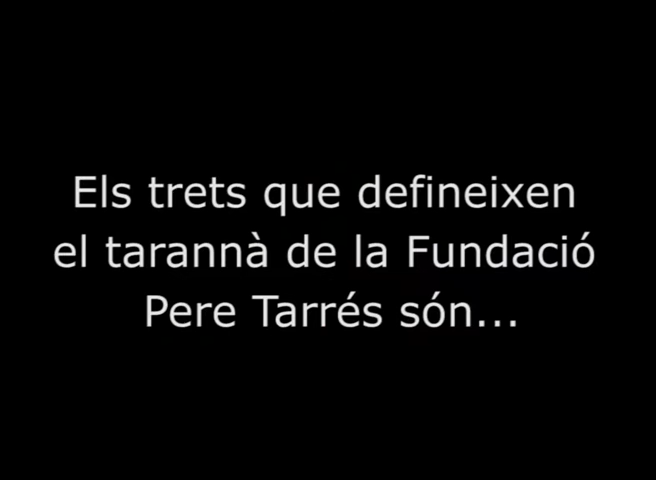 Els trets que defineixen
el tarannà de la Fundació
Pere Tarrés són...